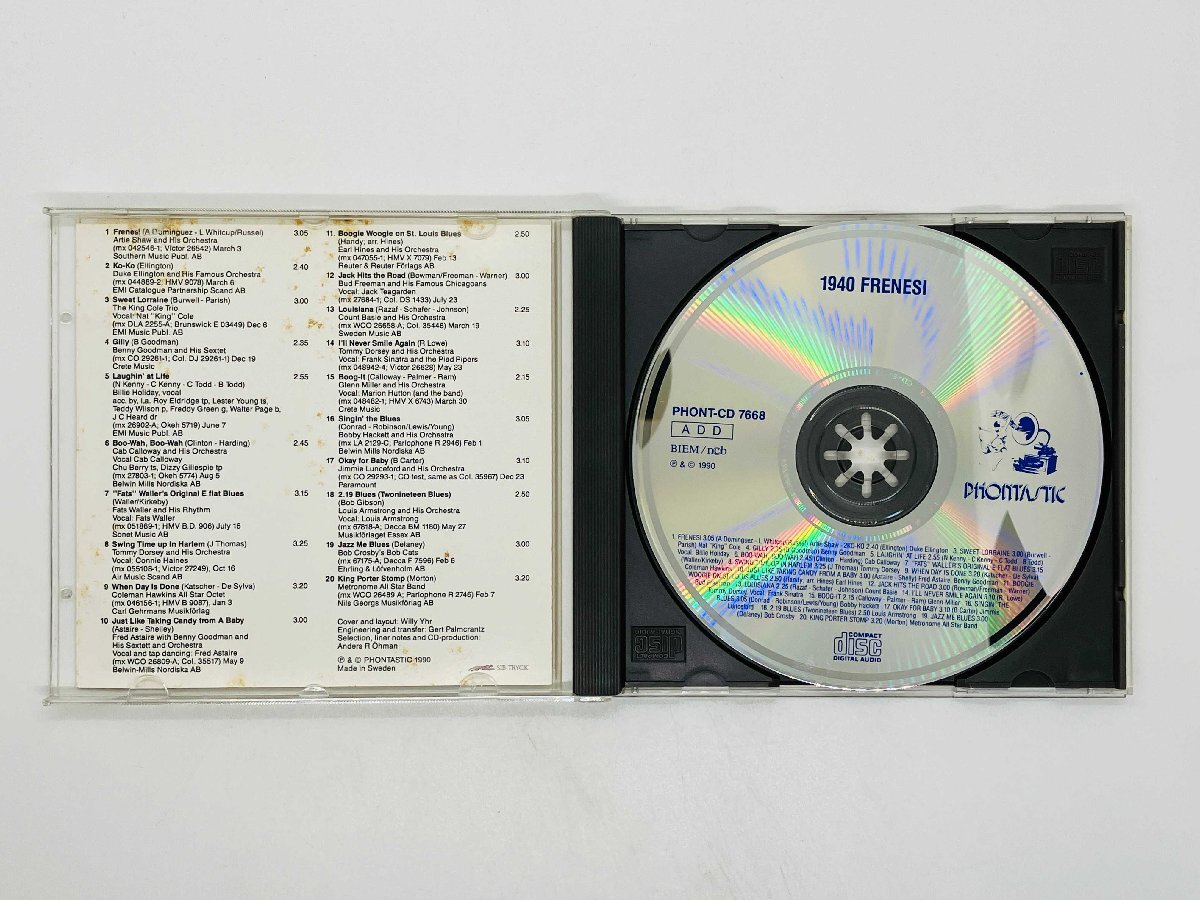 1 Frenesi (A Dominguez - L Whitcup/Russel) 3.05
Artie Shaw and His Orchestra
(mx 042546-1; Victor 26542) March 3
Southern Music Publ. AB
2 Ko-Ko (Ellington) 2.40
Duke Ellington and His Famous Orchestra
(mx 044889-2; HMV 9078) March 6
EMI Catalogue Partnership Scand AB
3 Sweet Lorraine (Burwell - Parish) 3.00
The King Cole Trio
Vocal: Nat "King" Cole
(mx DLA 2255-A; Brunswick E 03449) Dec 6
EMI Music Publ. AB
4 Gilly (B Goodman) 2.35
Benny Goodman and His Sextet
(mx CO 29261-1; Col. DJ 29261-1) Dec 19
Crete Music
5 Laughin' at Life 2.55
(N Kenny - C Kenny - C Todd - B Todd)
Billie Holiday, vocal
acc. by, i.a. Roy Eldridge tp, Lester Young ts,
Teddy Wilson p, Freddy Green g, Walter Page b,
J C Heard dr
(mx 26902-A; Okeh 5719) June 7
EMI Music Publ. AB
6 Boo-Wah, Boo-Wah (Clinton - Harding) 2.45
Cab Calloway and His Orchestra
Vocal Cab Calloway
Chu Berry ts, Dizzy Gillespie tp
(mx 27803-1; Okeh 5774) Aug 5
Belwin Mills Nordiska AB
7 "Fats" Waller's Original E flat Blues 3.15
(Waller/Kirkeby)
Fats Waller and His Rhythm
Vocal: Fats Waller
(mx 051869-1; HMV B.D. 906) July 16
Sonet Music AB
8 Swing Time up in Harlem (J Thomas) 3.25
Tommy Dorsey and His Orchestra
Vocal: Connie Haines
(mx 055108-1; Victor 27249), Oct 16
Air Music Scand AB
9 When Day Is Done (Katscher - De Sylva) 3.20
Coleman Hawkins All Star Octet
(mx 046156-1; HMV B 9087), Jan 3
Carl Gehrmans Musikförlag
10 Just Like Taking Candy from A Baby 3.00
(Astaire - Shelley)
Fred Astaire with Benny Goodman and
His Sextett and Orchestra
Vocal and tap dancing: Fred Astaire
(mx WCO 26809-A; Col. 35517) May 9
Belwin-Mills Nordiska AB
11. Boogie Woogie on St. Louis Blues 2.50
(Handy; arr. Hines)
Earl Hines and His Orchestra
(mx 047055-1; HMV X 7079) Feb 13
Reuter & Reuter Förlags AB
12 Jack Hits the Road (Bowman/Freeman - Warner) 3.00
Bud Freeman and His Famous Chicagoans
Vocal: Jack Teagarden
(mx 27684-1; Col. DS 1433) July 23
13 Louisiana (Razaf - Schafer - Johnson) 2.25
Count Basie and His Orchestra
(mx WCO 26658-A; Col. 35448) March 19
Sweden Music AB
14 I'll Never Smile Again (R Lowe) 3.10
Tommy Dorsey and His Orchestra
Vocal: Frank Sinatra and the Pied Pipers
(mx 048942-4; Victor 26628) May 23
15 Boog-It (Calloway - Palmer - Ram) 2.15
Glenn Miller and His Orchestra
Vocal: Marion Hutton (and the band)
(mx 048482-1; HMV X 6743) March 30
Crete Music
16 Singin' the Blues 3.05
(Conrad - Robinson/Lewis/Young)
Bobby Hackett and His Orchestra
(mx LA 2129-C; Parlophone R 2946) Feb 1
Belwin Mills Nordiska AB
17 Okay for Baby (B Carter) 3.10
Jimmie Lunceford and His Orchestra
(mx CO 29293-1; CD test, same as Col. 35967) Dec 23
Paramount
18 2.19 Blues (Twonineteen Blues) 2.50
(Bob Gibson)
Louis Armstrong and His Orchestra
Vocal: Louis Armstrong
(mx 67818-A; Decca BM 1180) May 27
Musikförlaget Essex AB
19 Jazz Me Blues (Delaney) 3.00
Bob Crosby's Bob Cats
(mx 67175-A; Decca F 7596) Feb 6
Ehrling & Löfvenholm AB
20 King Porter Stomp (Morton) 3.20
Metronome All Star Band
(mx WCO 26489 A; Parlophone R 2746) Feb 7
Nils Georgs Musikförlag AB
Cover and layout: Willy Yhr
Engineering and transfer: Gert Palmcrantz
Selection, liner notes and CD-production:
Anders R Öhman
℗ & © PHONTASTIC 1990
Made in Sweden
SIB TRYCK
1940 FRENESI
PHONT-CD 7668
ADD
BIEM/ncb
℗ & © 1990
PHONTASTIC
COMPACT
disc
DIGITAL AUDIO